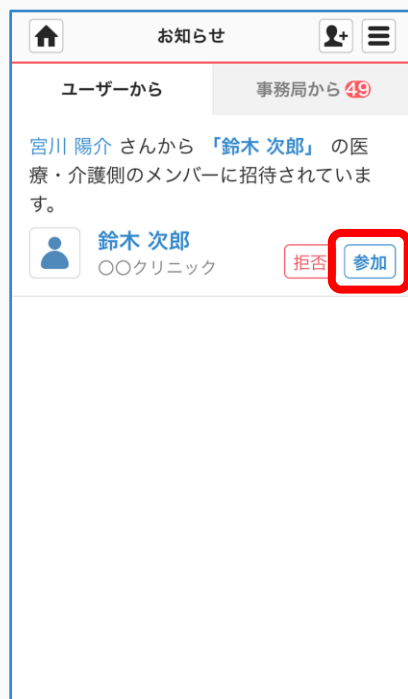 お知らせ
ユーザーから
事務局から 49
宮川 陽介 さんから 「鈴木 次郎」 の医
療・介護側のメンバーに招待されていま
す。
鈴木 次郎
〇〇クリニック
拒否
参加